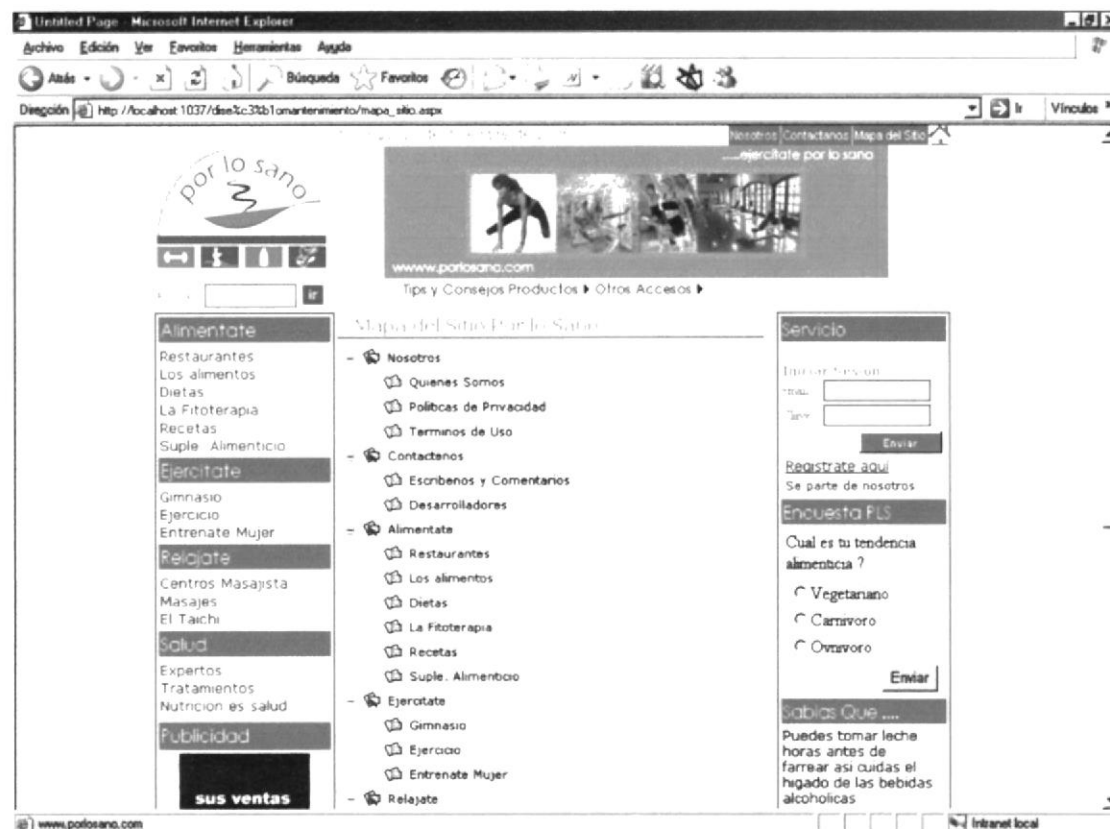 Untitled Page - Microsoft Internet Explorer
Archivo Edición Ver Favoritos Herramientas Ayuda
Atrás Búsqueda Favoritos
Dirección http://localhost:1037/dise%c3%b1omantenimiento/mapa_sitio.aspx Ir Vínculos
Nosotros Contactanos Mapa del Sitio
por lo sano
.....ejercítate por lo sano
wwww.porlosano.com
ir
Tips y Consejos Productos Otros Accesos
Alimentate
Restaurantes
Los alimentos
Dietas
La Fitoterapia
Recetas
Suple. Alimenticio
Ejercitate
Gimnasio
Ejercicio
Entrenate Mujer
Relajate
Centros Masajista
Masajes
El Taichi
Salud
Expertos
Tratamientos
Nutricion es salud
Publicidad
sus ventas
Mapa del Sitio Por lo Sano
Nosotros
Quienes Somos
Politicas de Privacidad
Terminos de Uso
Contactenos
Escribenos y Comentarios
Desarrolladores
Alimentate
Restaurantes
Los alimentos
Dietas
La Fitoterapia
Recetas
Suple. Alimenticio
Ejercitate
Gimnasio
Ejercicio
Entrenate Mujer
Relajate
Servicio
Iniciar Sesion
Enviar
Registrate aqui
Se parte de nosotros
Encuesta PLS
Cual es tu tendencia
alimenticia ?
Vegetariano
Carnivoro
Ovnivoro
Enviar
Sabias Que ....
Puedes tomar leche
horas antes de
farrear asi cuidas el
higado de las bebidas
alcoholicas
www.porlosano.com
Intranet local